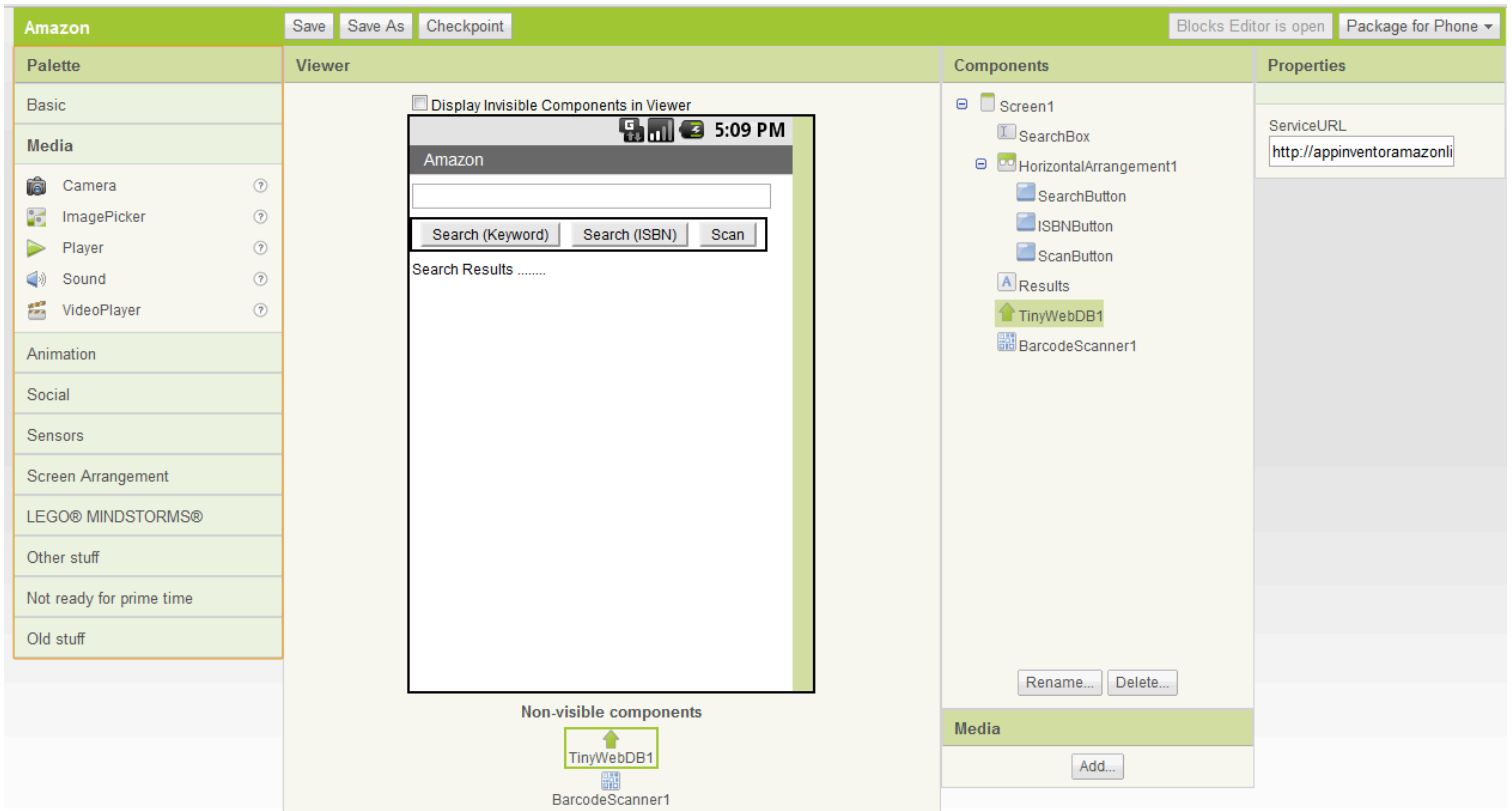 Amazon
Save Save As Checkpoint
Blocks Editor is open Package for Phone
Palette
Basic
Media
Camera ?
ImagePicker ?
Player ?
Sound ?
VideoPlayer ?
Animation
Social
Sensors
Screen Arrangement
LEGO® MINDSTORMS®
Other stuff
Not ready for prime time
Old stuff
Viewer
Display Invisible Components in Viewer
G 5:09 PM
Amazon
Search (Keyword) Search (ISBN) Scan
Search Results ........
Non-visible components
TinyWebDB1
BarcodeScanner1
Components
Screen1
SearchBox
HorizontalArrangement1
SearchButton
ISBNButton
ScanButton
A Results
TinyWebDB1
BarcodeScanner1
Rename... Delete...
Media
Add...
Properties
ServiceURL
http://appinventoramazonli